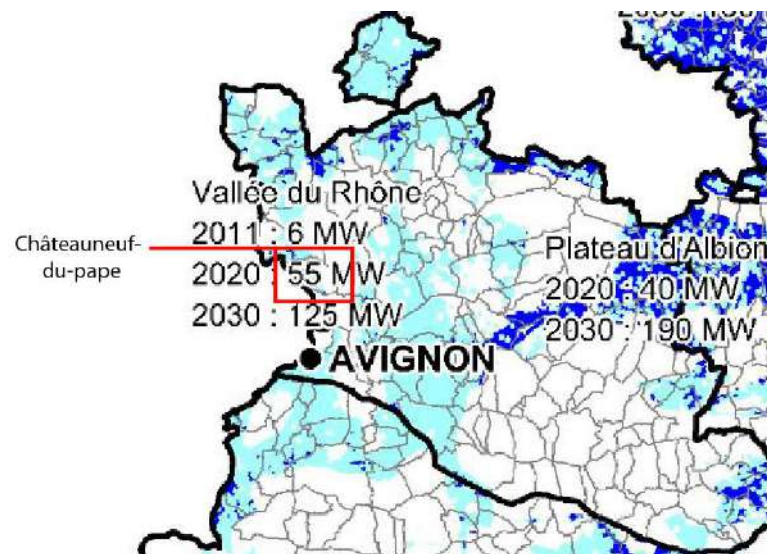 Vallée du Rhône
2011 : 6 MW
2020 : 55 MW
2030 : 125 MW
Châteauneuf-
du-pape
Plateau d'Albion
2020 : 40 MW
2030 : 190 MW
AVIGNON